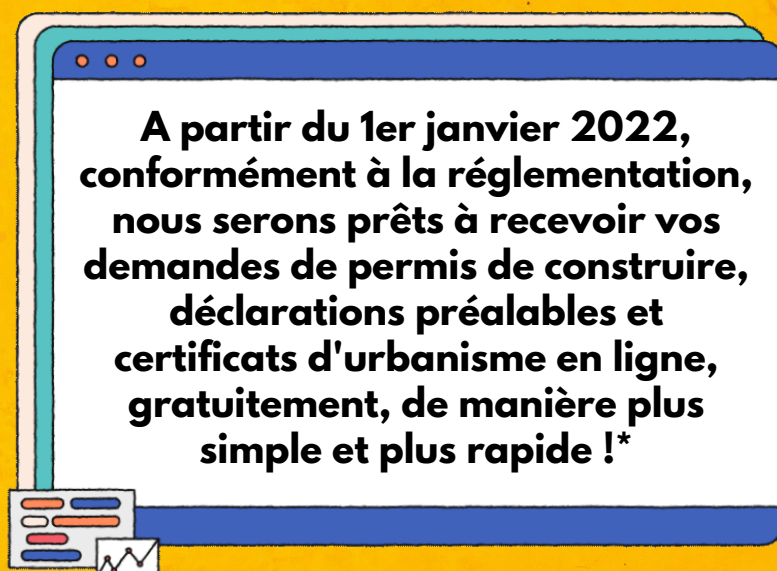 A partir du 1er janvier 2022,
conformément à la réglementation,
nous serons prêts à recevoir vos
demandes de permis de construire,
déclarations préalables et
certificats d'urbanisme en ligne,
gratuitement, de manière plus
simple et plus rapide !*